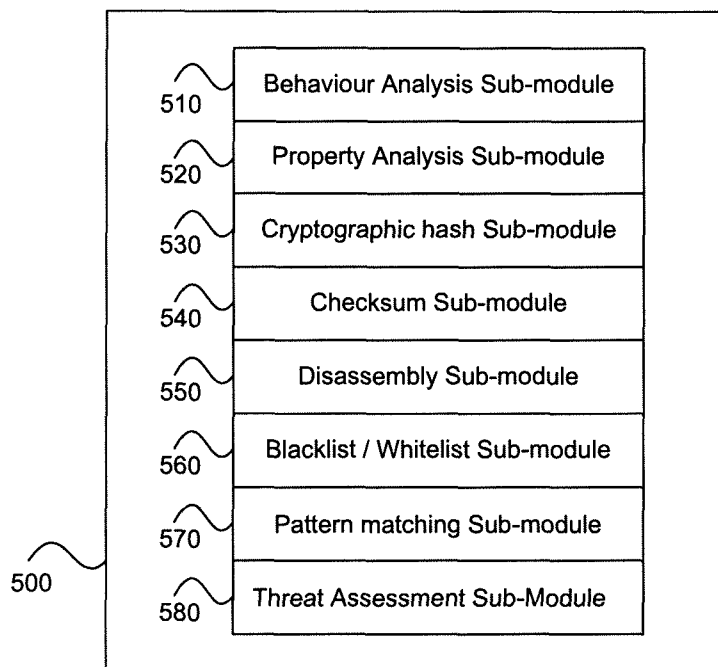 Behaviour Analysis Sub-module
510
Property Analysis Sub-module
520
Cryptographic hash Sub-module
530
Checksum Sub-module
540
Disassembly Sub-module
550
Blacklist / Whitelist Sub-module
560
Pattern matching Sub-module
570
500
Threat Assessment Sub-Module
580